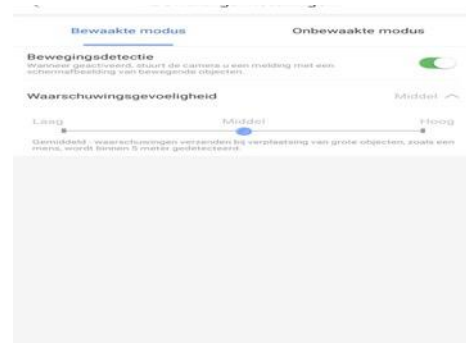 Bewaakte modus
Onbewaakte modus
Bewegingsdetectie
Wanneer geactiveerd, stuurt de camera u een melding met een
schermafbeelding van bewegende objecten.
Waarschuwingsgevoeligheid
Middel
Laag
Middel
Hoog
Gemiddeld - waarschuwingen verzenden bij verplaatsing van grote objecten, zoals een
mens, wordt binnen 5 meter gedetecteerd.